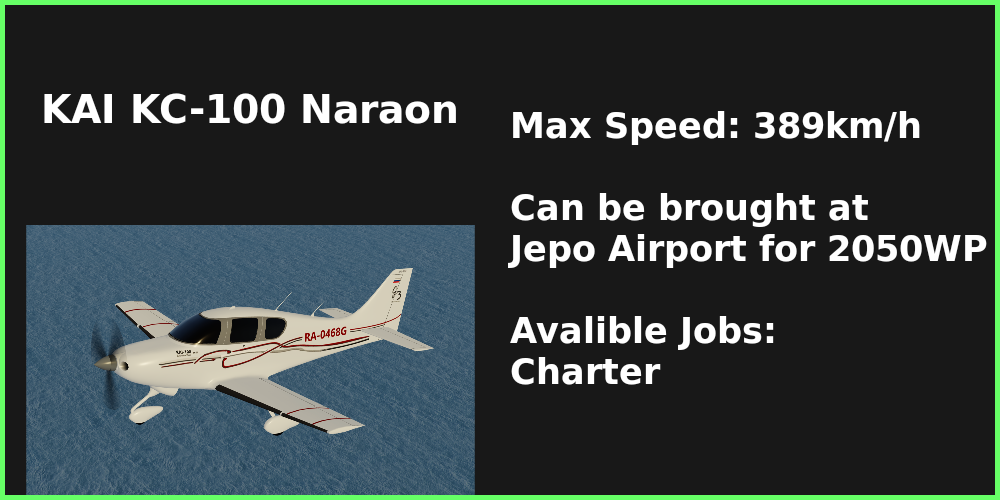 KAI KC-100 Naraon
Max Speed: 389km/h
Can be brought at
Jepo Airport for 2050WP
Avalible Jobs:
Charter
RA-0468G